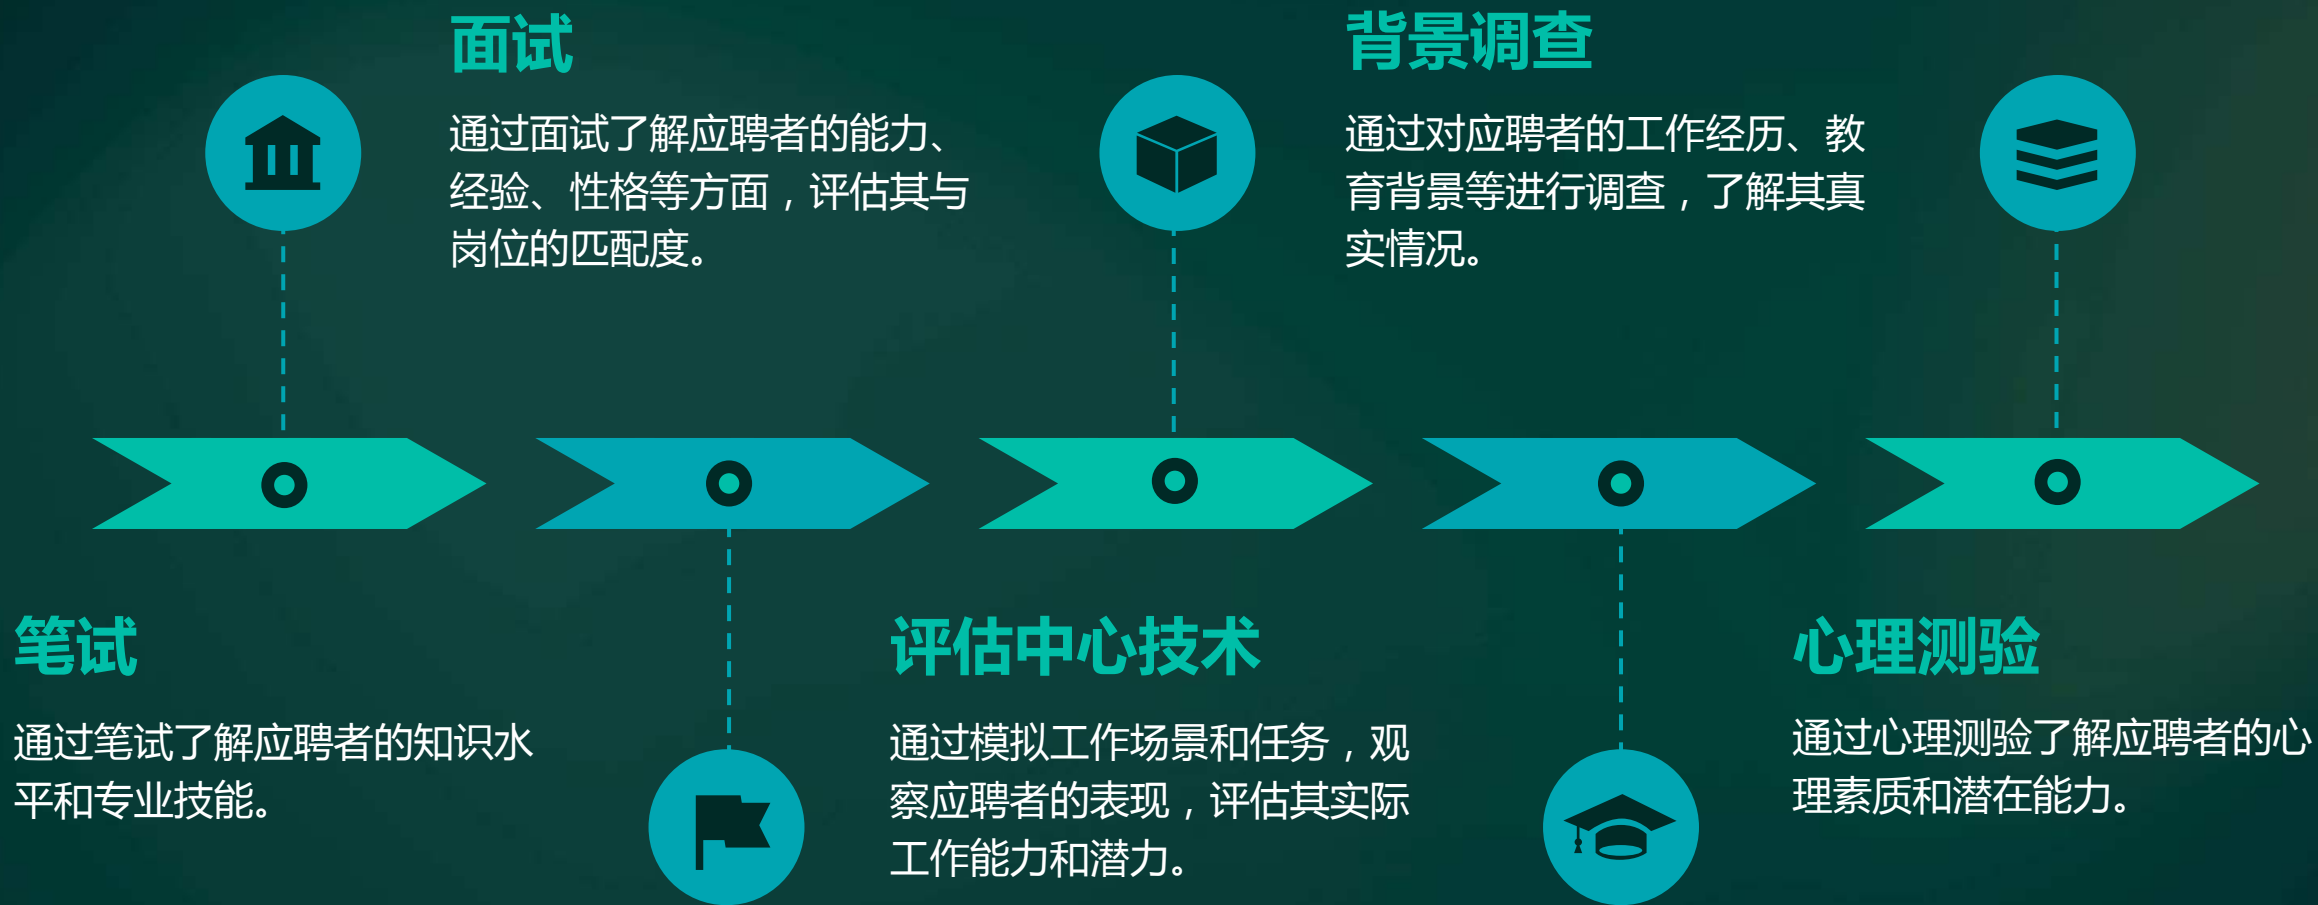 面试
通过面试了解应聘者的能力、
经验、性格等方面，评估其与
岗位的匹配度。
背景调查
通过对应聘者的工作经历、教
育背景等进行调查，了解其真
实情况。
笔试
通过笔试了解应聘者的知识水
平和专业技能。
评估中心技术
通过模拟工作场景和任务，观
察应聘者的表现，评估其实际
工作能力和潜力。
心理测验
通过心理测验了解应聘者的心
理素质和潜在能力。